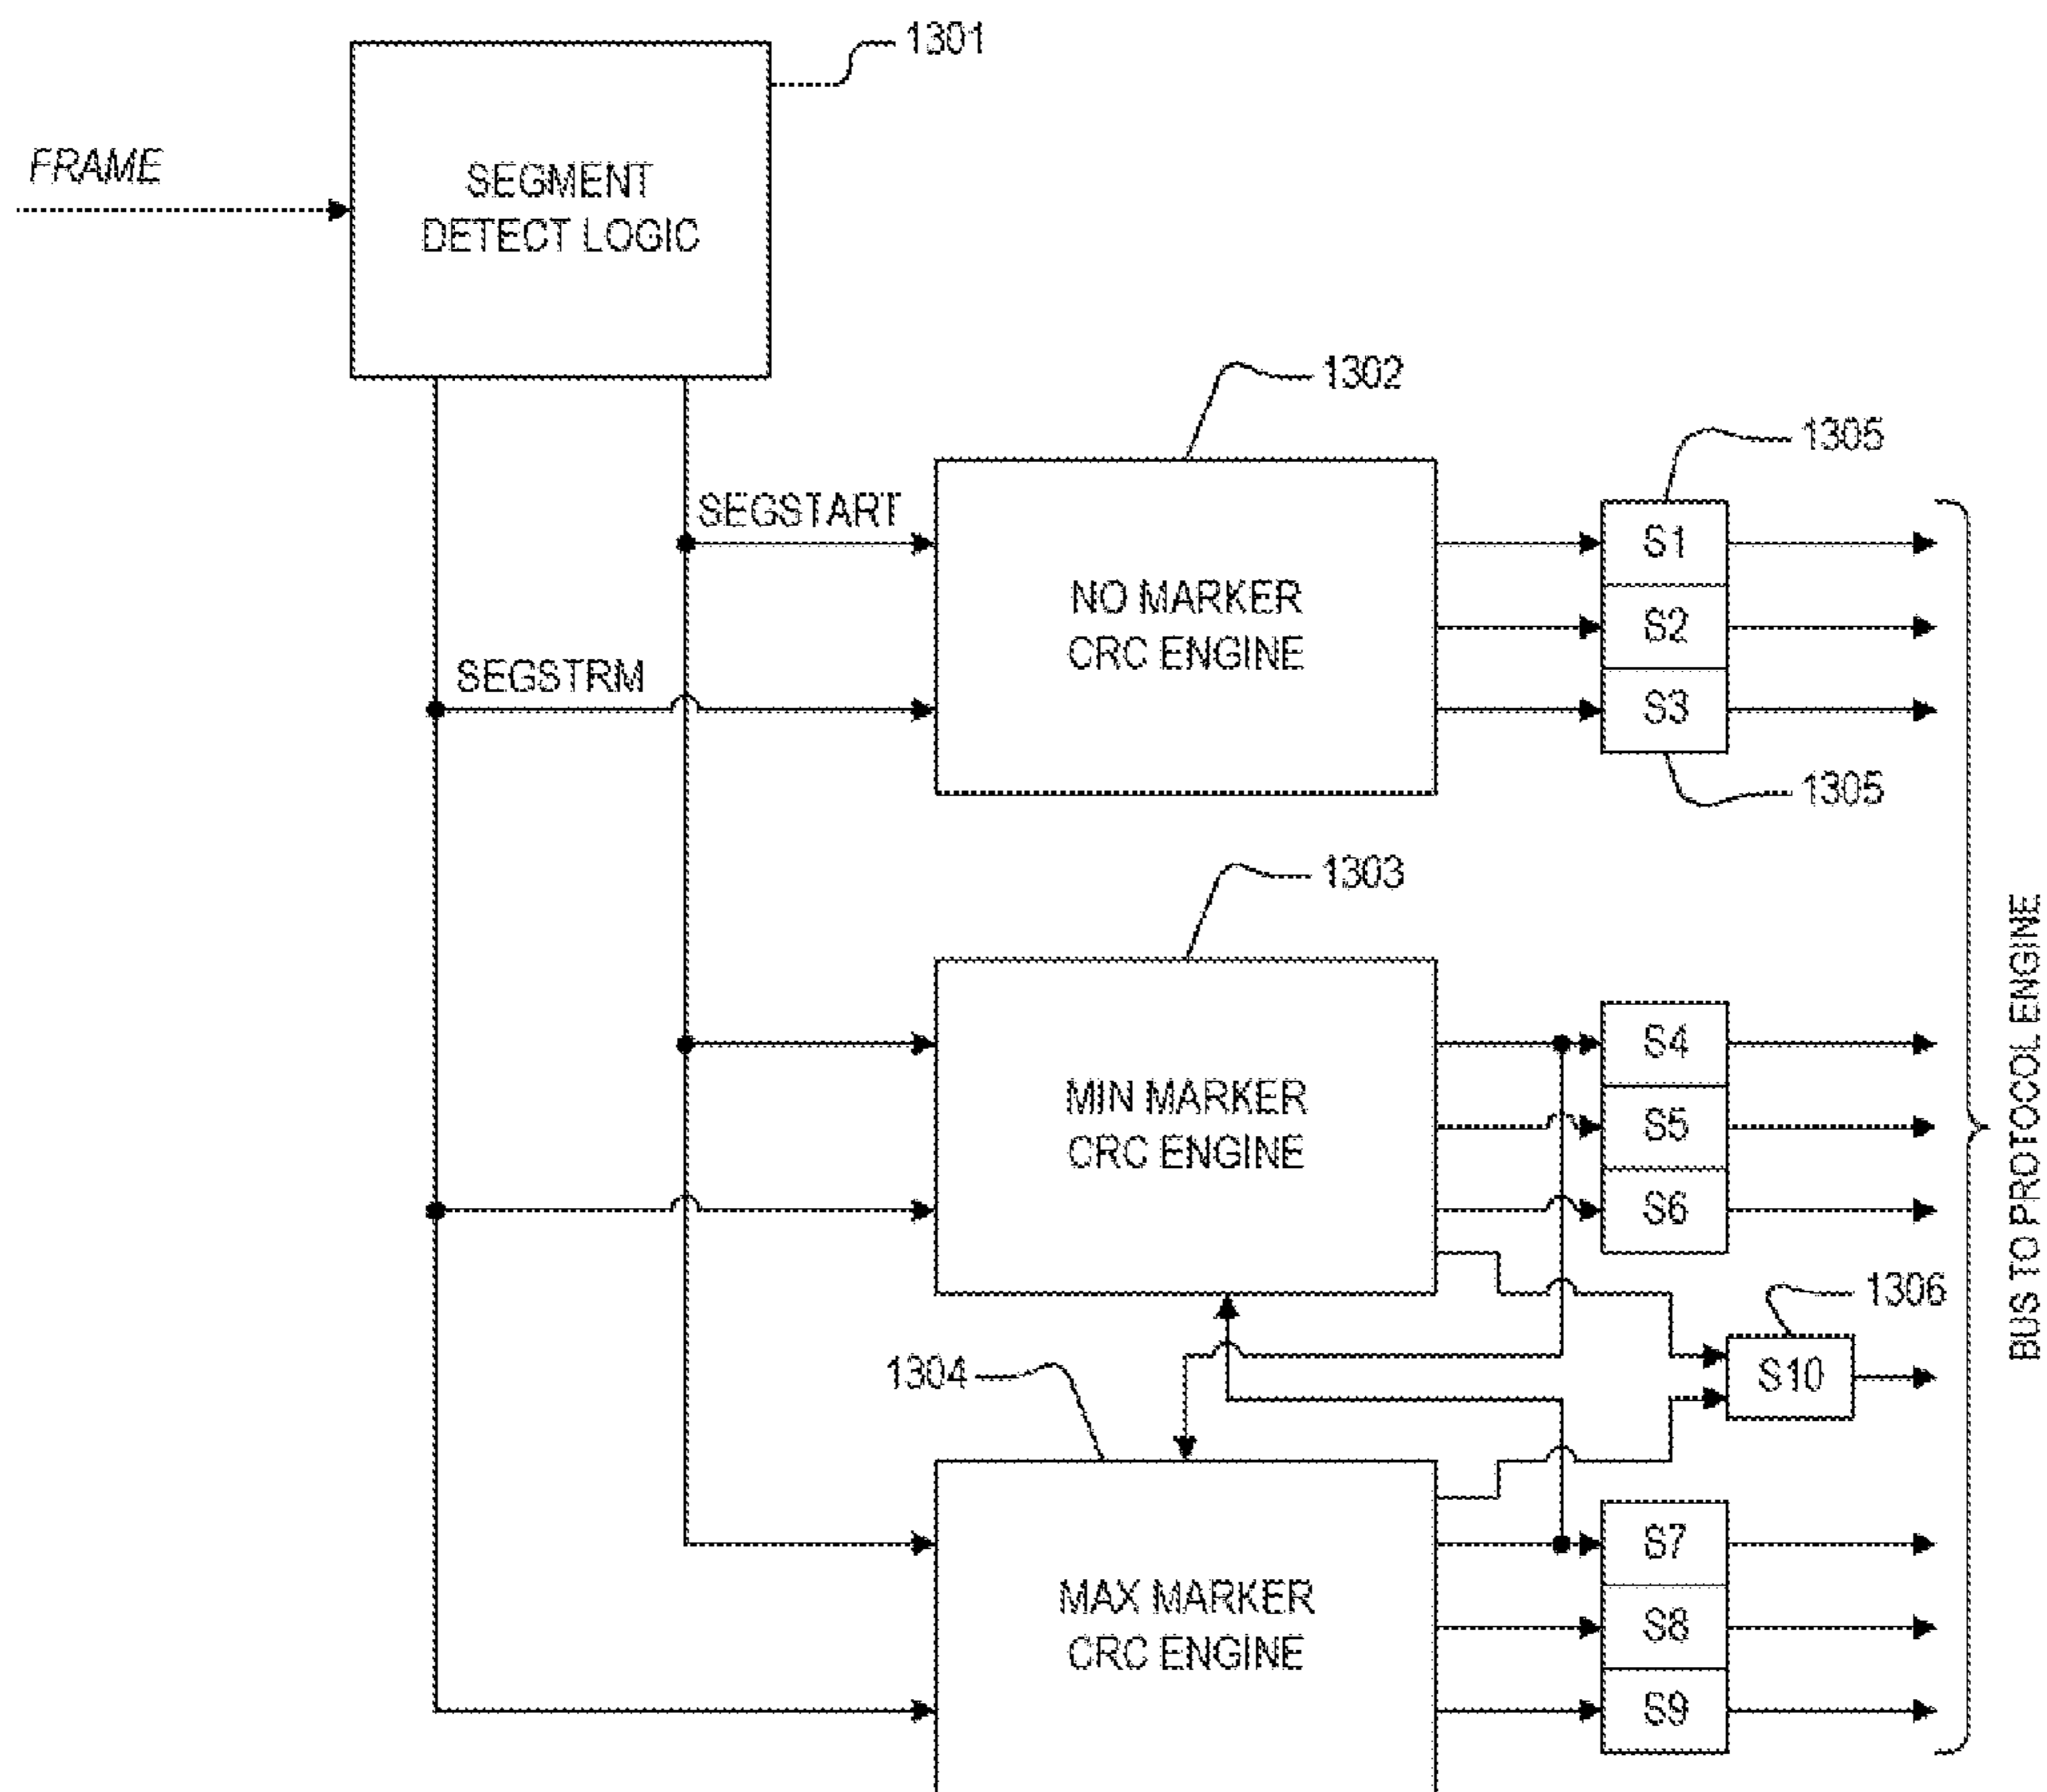 1301
FRAME
SEGMENT
DETECT LOGIC
1302
1305
SEGSTART
S1
NO MARKER
CRC ENGINE
S2
SEGSTRM
S3
1305
1303
BUS TO PROTOCOL ENGINE
S4
MIN MARKER
CRC ENGINE
S5
S6
1306
1304
S10
S7
MAX MARKER
CRC ENGINE
S8
S9